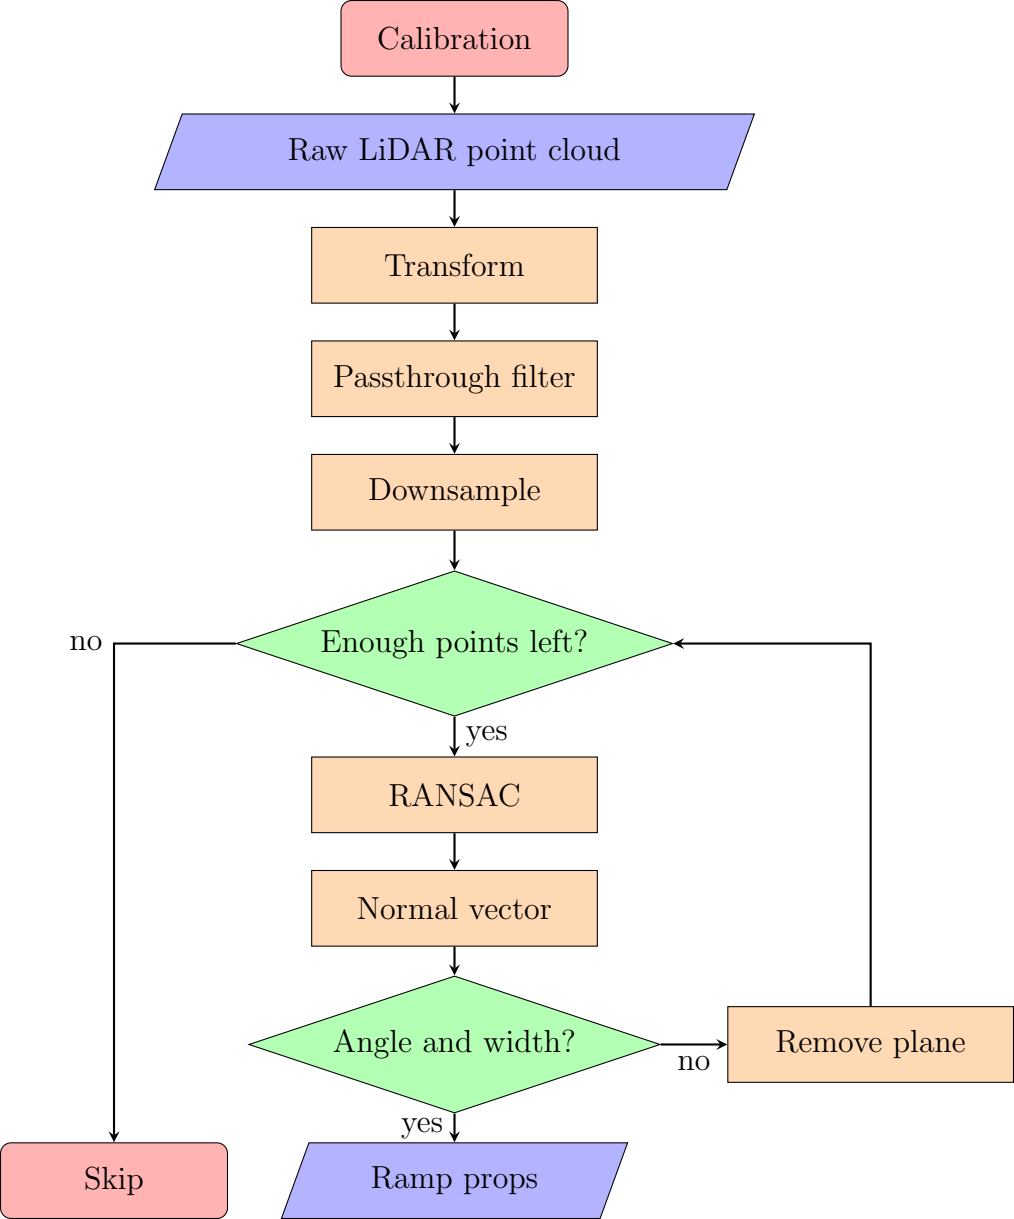 Calibration
Raw LiDAR point cloud
Transform
Passthrough filter
Downsample
Enough points left?
no
yes
RANSAC
Normal vector
Angle and width?
no
Remove plane
yes
Skip
Ramp props